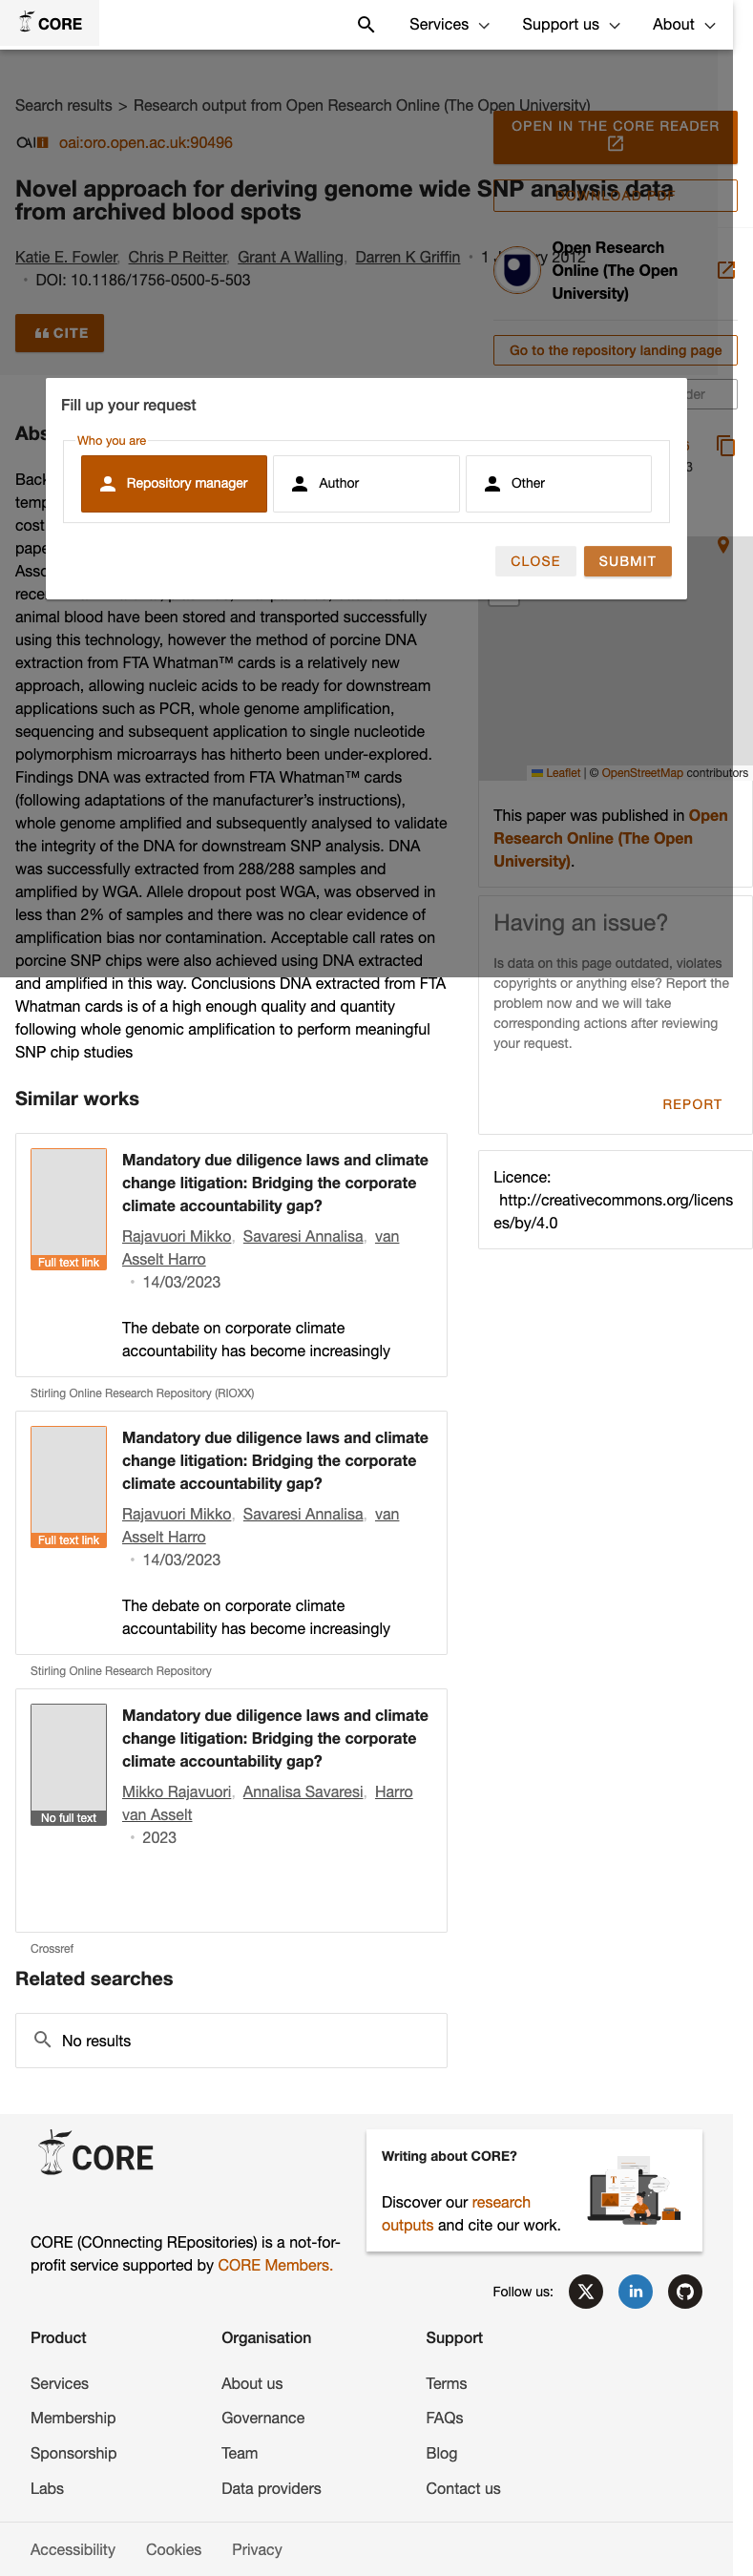 CORE
Services
Support us
About
Search results > Research output from Open Research Online (The Open University)
OAI oai:oro.open.ac.uk:90496
Novel approach for deriving genome wide SNP analysis data
from archived blood spots
Katie E. Fowler, Chris P Reitter, Grant A Walling, Darren K Griffin • 1 January 2012
• DOI: 10.1186/1756-0500-5-503
CITE
OPEN IN THE CORE READER
DOWNLOAD PDF
Open Research
Online (The Open
University)
Go to the repository landing page
Fill up your request
Who you are
Repository manager
Author
Other
CLOSE
SUBMIT
animal blood have been stored and transported successfully
using this technology, however the method of porcine DNA
extraction from FTA Whatman™ cards is a relatively new
approach, allowing nucleic acids to be ready for downstream
applications such as PCR, whole genome amplification,
sequencing and subsequent application to single nucleotide
polymorphism microarrays has hitherto been under-explored.
Findings DNA was extracted from FTA Whatman™ cards
(following adaptations of the manufacturer’s instructions),
whole genome amplified and subsequently analysed to validate
the integrity of the DNA for downstream SNP analysis. DNA
was successfully extracted from 288/288 samples and
amplified by WGA. Allele dropout post WGA, was observed in
less than 2% of samples and there was no clear evidence of
amplification bias nor contamination. Acceptable call rates on
porcine SNP chips were also achieved using DNA extracted
and amplified in this way. Conclusions DNA extracted from FTA
Whatman cards is of a high enough quality and quantity
following whole genomic amplification to perform meaningful
SNP chip studies
Leaflet | © OpenStreetMap contributors
This paper was published in Open
Research Online (The Open
University).
Having an issue?
Is data on this page outdated, violates
copyrights or anything else? Report the
problem now and we will take
corresponding actions after reviewing
your request.
REPORT
Licence:
http://creativecommons.org/licens
es/by/4.0
Similar works
Mandatory due diligence laws and climate
change litigation: Bridging the corporate
climate accountability gap?
Rajavuori Mikko, Savaresi Annalisa, van
Asselt Harro
• 14/03/2023
Full text link
The debate on corporate climate
accountability has become increasingly
Stirling Online Research Repository (RIOXX)
Mandatory due diligence laws and climate
change litigation: Bridging the corporate
climate accountability gap?
Rajavuori Mikko, Savaresi Annalisa, van
Asselt Harro
• 14/03/2023
Full text link
The debate on corporate climate
accountability has become increasingly
Stirling Online Research Repository
Mandatory due diligence laws and climate
change litigation: Bridging the corporate
climate accountability gap?
Mikko Rajavuori, Annalisa Savaresi, Harro
van Asselt
• 2023
No full text
Crossref
Related searches
No results
CORE
CORE (COnnecting REpositories) is a not-for-
profit service supported by CORE Members.
Writing about CORE?
Discover our research
outputs and cite our work.
Follow us:
Product
Services
Membership
Sponsorship
Labs
Organisation
About us
Governance
Team
Data providers
Support
Terms
FAQs
Blog
Contact us
Accessibility
Cookies
Privacy